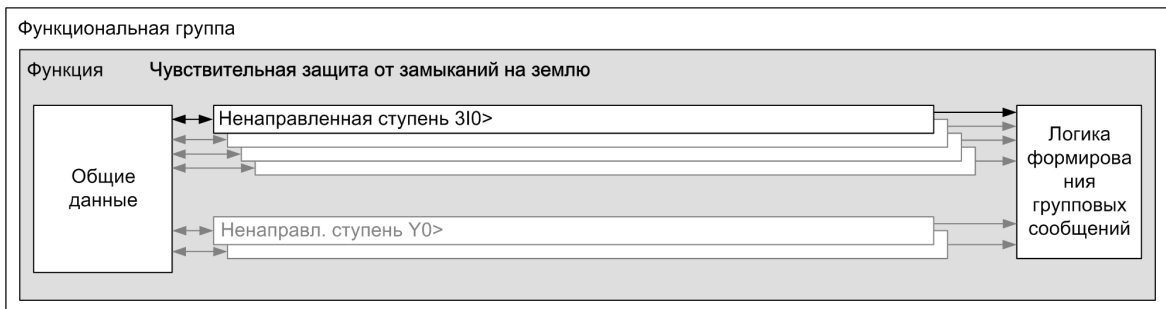 Функциональная группа
Функция Чувствительная защита от замыканий на землю
Ненаправленная ступень 3I0>
Общие
данные
Ненаправл. ступень Y0>
Логика
формирова
ния
групповых
сообщений